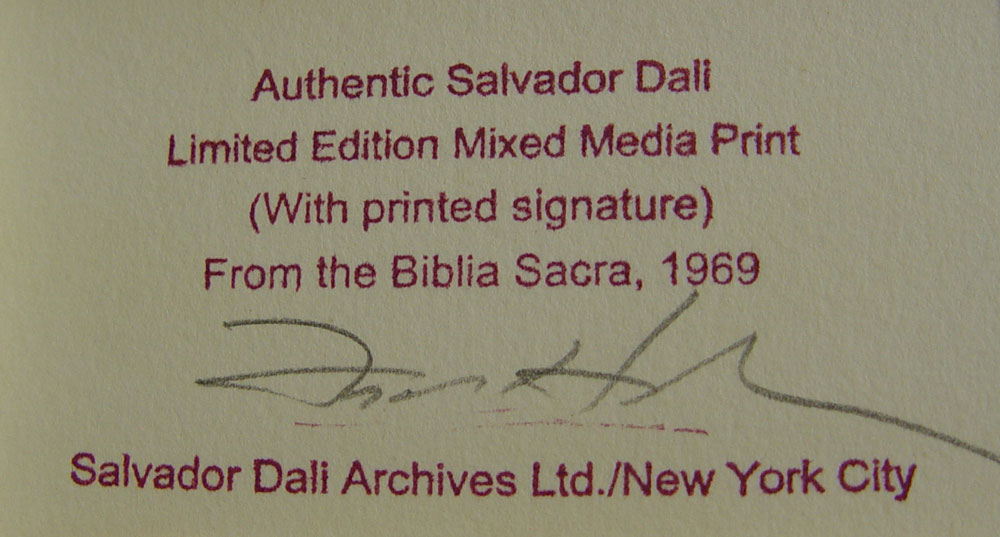 Authentic Salvador Dali
Limited Edition Mixed Media Print
(With printed signature)
From the Biblia Sacra, 1969
Salvador Dali Archives Ltd./New York City